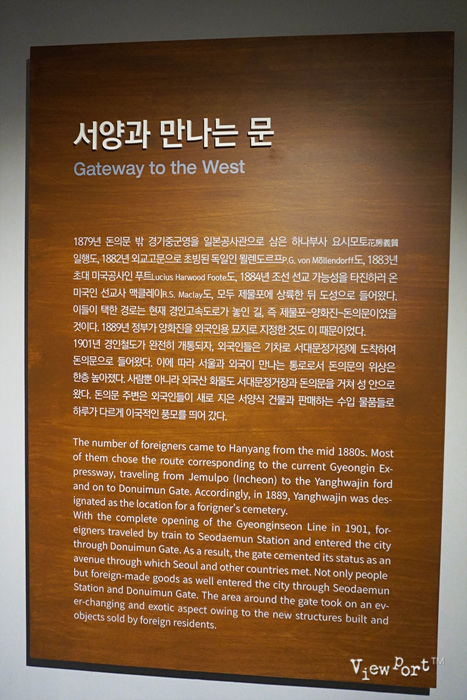 서양과 만나는 문
Gateway to the West
1879년 돈의문 밖 경기중군영을 일본공사관으로 삼은 하나부사 요시모토花房義質
일행도, 1882년 외교고문으로 초빙된 독일인 묄렌도르프P.G. von Möllendorff도, 1883년
초대 미국공사인 푸트Lucius Harwood Foote도, 1884년 조선 선교 가능성을 타진하러 온
미국인 선교사 맥클레이R.S. Maclay도, 모두 제물포에 상륙한 뒤 도성으로 들어왔다.
이들이 택한 경로는 현재 경인고속도로가 놓인 길, 즉 제물포-양화진-돈의문이었을
것이다. 1889년 정부가 양화진을 외국인용 묘지로 지정한 것도 이 때문이었다.
1901년 경인철도가 완전히 개통되자, 외국인들은 기차로 서대문정거장에 도착하여
돈의문으로 들어왔다. 이에 따라 서울과 외국이 만나는 통로로서 돈의문의 위상은
한층 높아졌다. 사람뿐 아니라 외국산 화물도 서대문정거장과 돈의문을 거쳐 성 안으로
왔다. 돈의문 주변은 외국인들이 새로 지은 서양식 건물과 판매하는 수입 물품들로
하루가 다르게 이국적인 풍모를 띄어 갔다.
The number of foreigners came to Hanyang from the mid 1880s. Most
of them chose the route corresponding to the current Gyeongin Ex-
pressway, traveling from Jemulpo (Incheon) to the Yanghwajin ford
and on to Donuimun Gate. Accordingly, in 1889, Yanghwajin was des-
ignated as the location for a forigner's cemetery.
With the complete opening of the Gyeonginseon Line in 1901, for-
eigners traveled by train to Seodaemun Station and entered the city
through Donuimun Gate. As a result, the gate cemented its status as an
avenue through which Seoul and other countries met. Not only people
but foreign-made goods as well entered the city through Seodaemun
Station and Donuimun Gate. The area around the gate took on an ev-
er-changing and exotic aspect owing to the new structures built and
objects sold by foreign residents.
View Port™